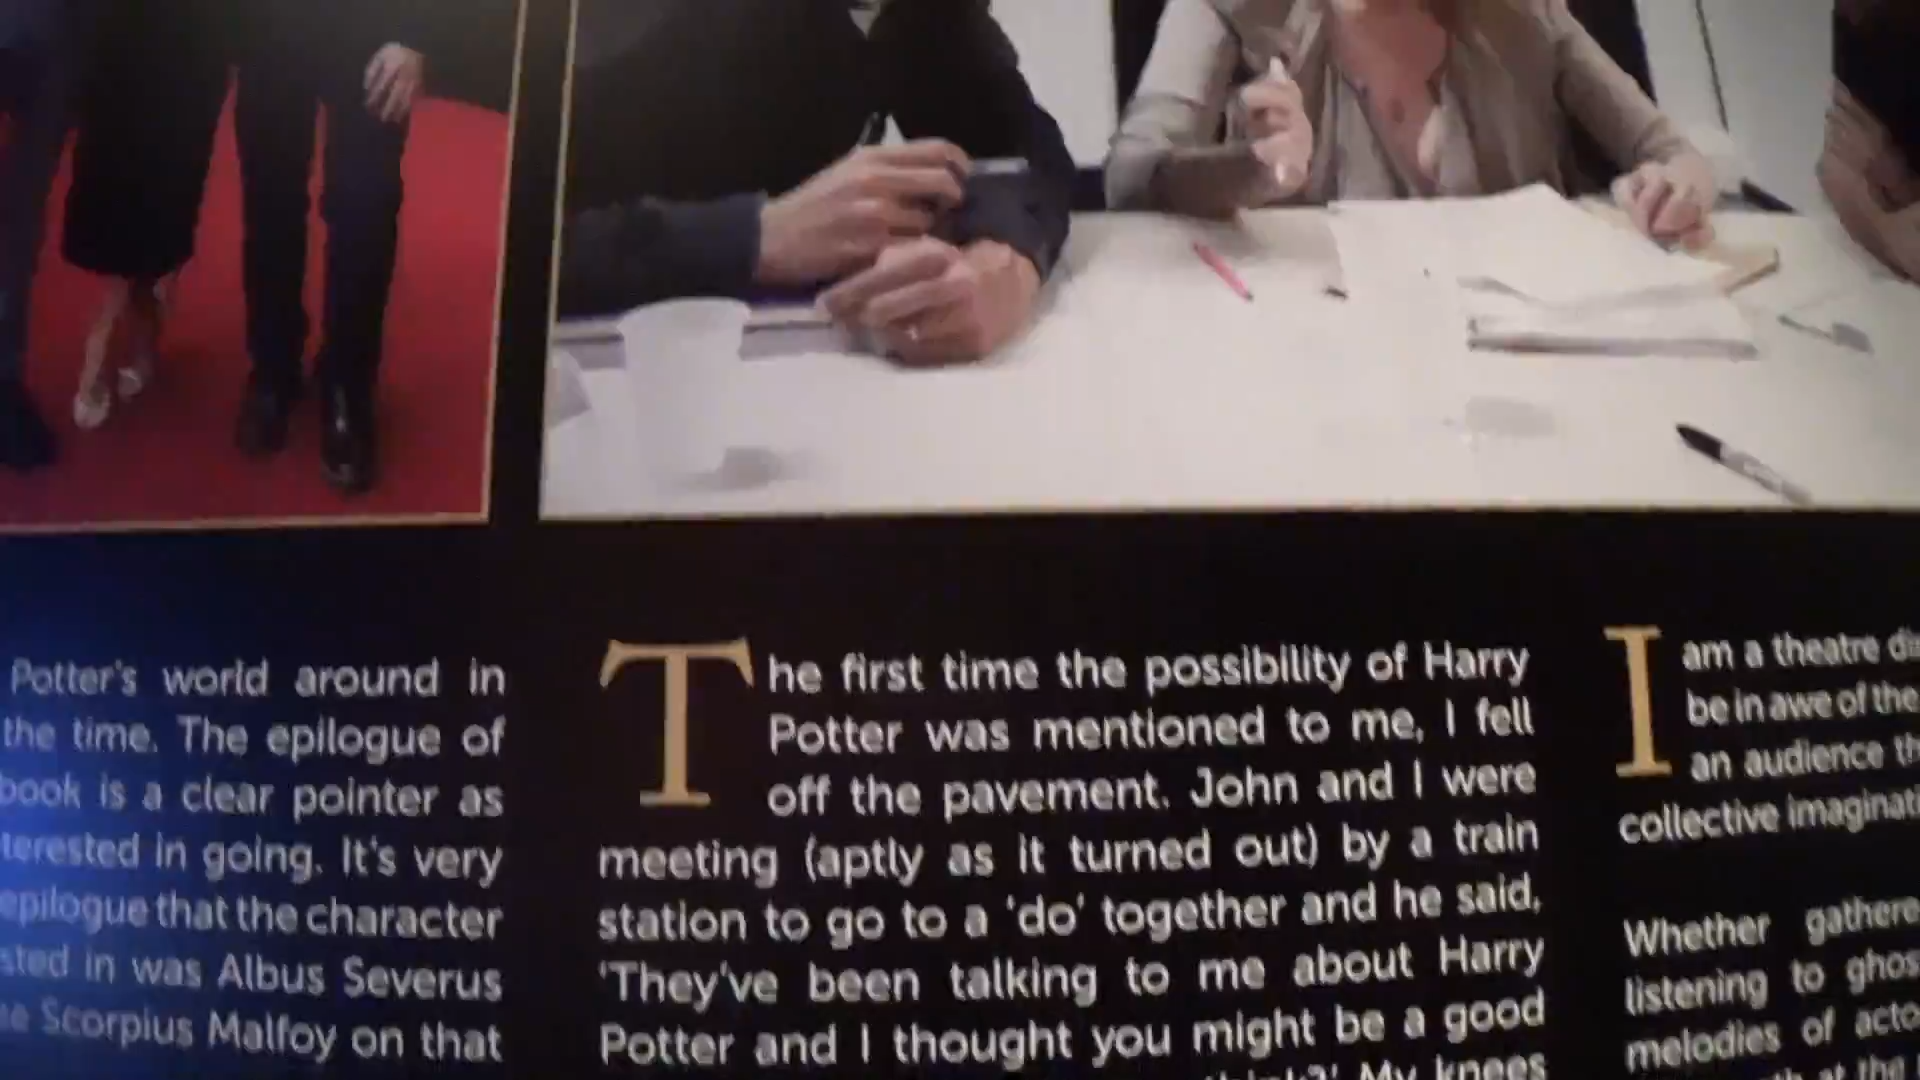 Potter's world around in
the time. The epilogue of
book is a clear pointer as
terested in going. It's very
epilogue that the character
sted in was Albus Severus
Scorpius Malfoy on that
The first time the possibility of Harry
Potter was mentioned to me, I fell
off the pavement. John and I were
meeting (aptly as it turned out) by a train
station to go to a 'do' together and he said,
'They've been talking to me about Harry
Potter and I thought you might be a good
My knees
I am a theatre
be in awe of the
an audience
collective
Whether
listening to
melodies of
at the